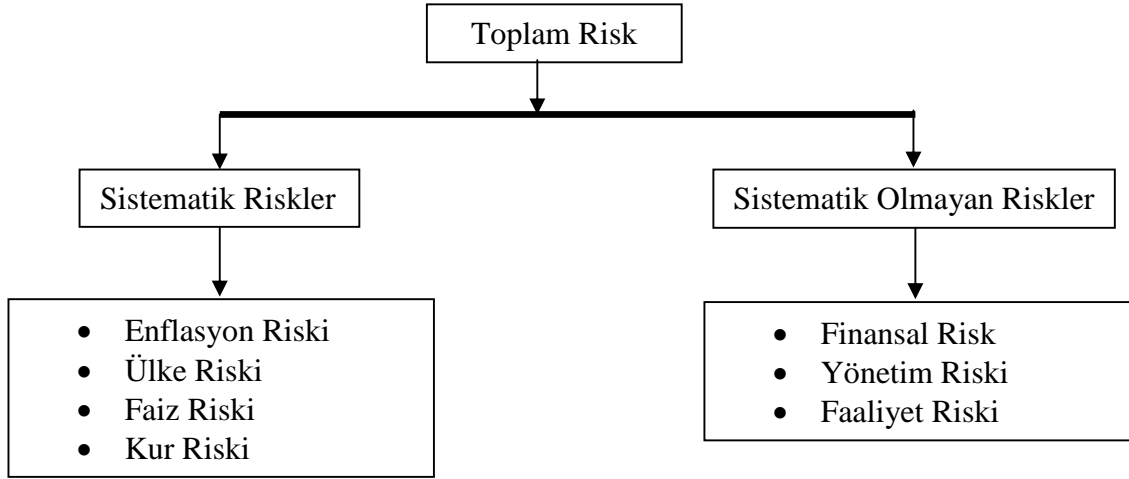 Toplam Risk
Sistematik Riskler
Sistematik Olmayan Riskler
• Enflasyon Riski
• Ülke Riski
• Faiz Riski
• Kur Riski
• Finansal Risk
• Yönetim Riski
• Faaliyet Riski